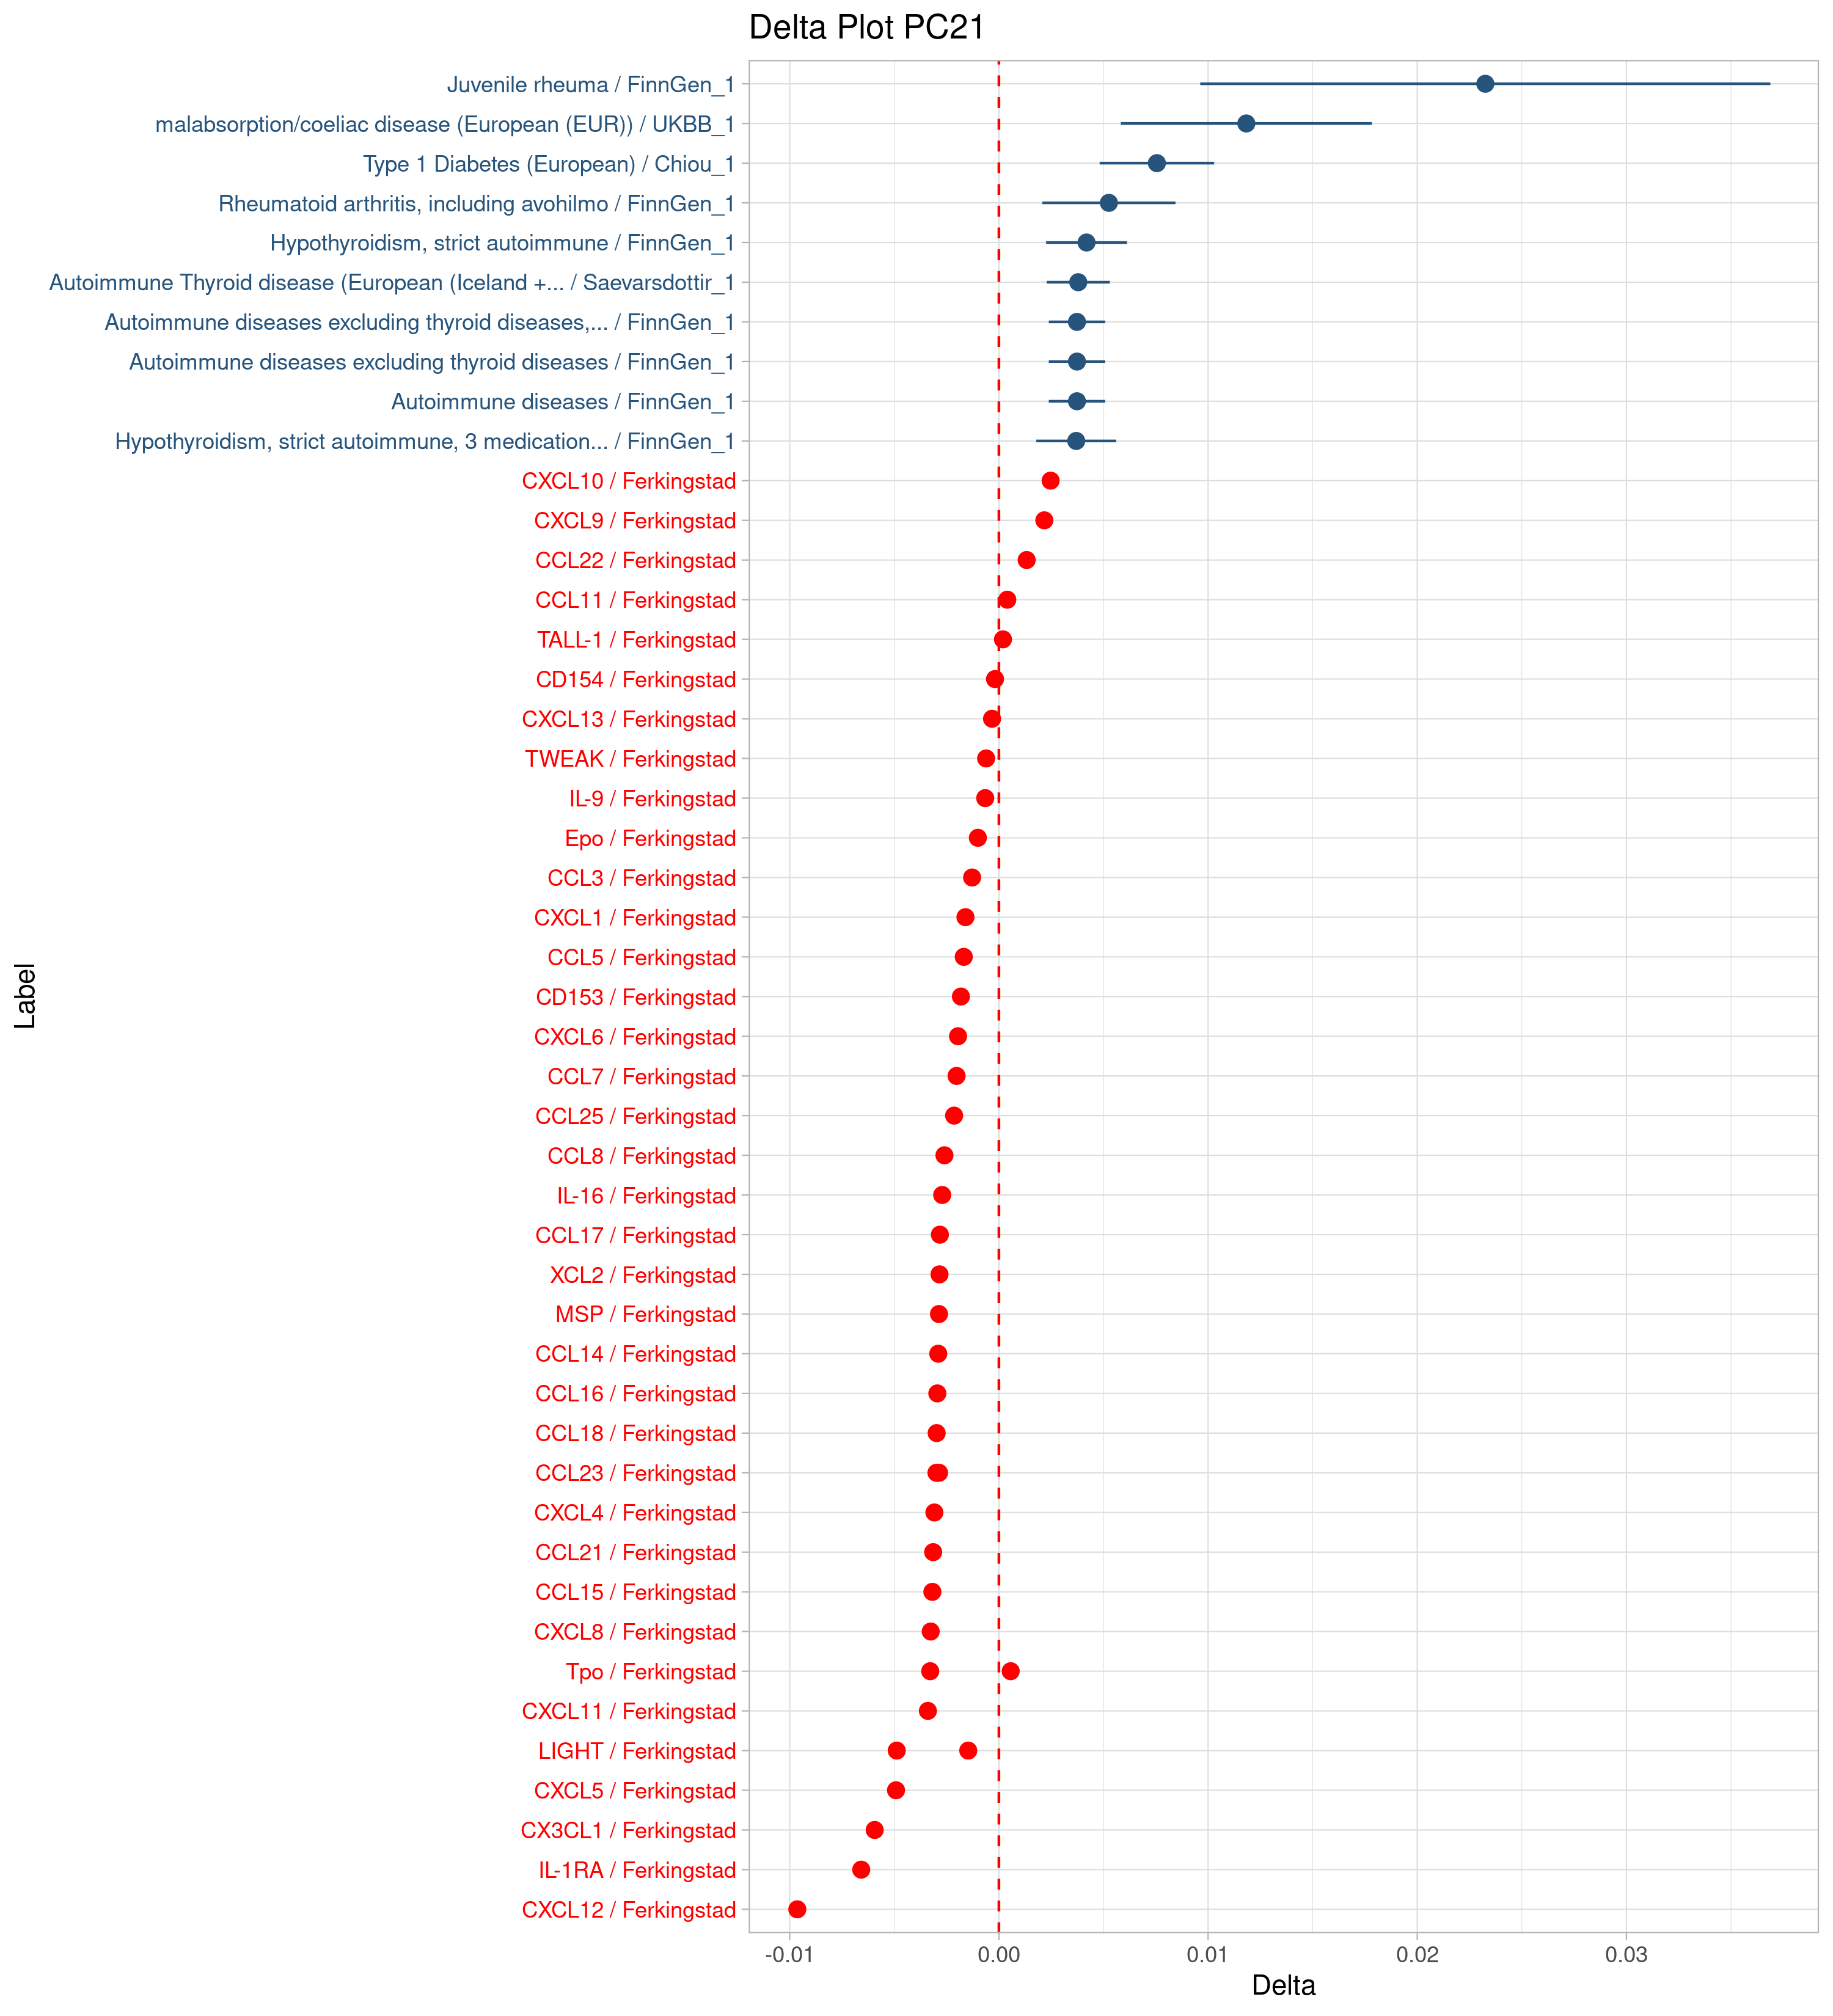 Delta Plot PC21
Juvenile rheuma / FinnGen_1
malabsorption/coeliac disease (European (EUR)) / UKBB_1
Type 1 Diabetes (European) / Chiou_1
Rheumatoid arthritis, including avohilmo / FinnGen_1
Hypothyroidism, strict autoimmune / FinnGen_1
Autoimmune Thyroid disease (European (Iceland +... / Saevarsdottir_1
Autoimmune diseases excluding thyroid diseases,... / FinnGen_1
Autoimmune diseases excluding thyroid diseases / FinnGen_1
Autoimmune diseases / FinnGen_1
Hypothyroidism, strict autoimmune, 3 medication... / FinnGen_1
CXCL10 / Ferkingstad
CXCL9 / Ferkingstad
CCL22 / Ferkingstad
CCL11 / Ferkingstad
TALL-1 / Ferkingstad
CD154 / Ferkingstad
CXCL13 / Ferkingstad
TWEAK / Ferkingstad
IL-9 / Ferkingstad
Epo / Ferkingstad
CCL3 / Ferkingstad
CXCL1 / Ferkingstad
CCL5 / Ferkingstad
CD153 / Ferkingstad
CXCL6 / Ferkingstad
CCL7 / Ferkingstad
CCL25 / Ferkingstad
CCL8 / Ferkingstad
IL-16 / Ferkingstad
CCL17 / Ferkingstad
XCL2 / Ferkingstad
MSP / Ferkingstad
CCL14 / Ferkingstad
CCL16 / Ferkingstad
CCL18 / Ferkingstad
CCL23 / Ferkingstad
CXCL4 / Ferkingstad
CCL21 / Ferkingstad
CCL15 / Ferkingstad
CXCL8 / Ferkingstad
Tpo / Ferkingstad
CXCL11 / Ferkingstad
LIGHT / Ferkingstad
CXCL5 / Ferkingstad
CX3CL1 / Ferkingstad
IL-1RA / Ferkingstad
CXCL12 / Ferkingstad
Label
-0.01 0.00 0.01 0.02 0.03
Delta